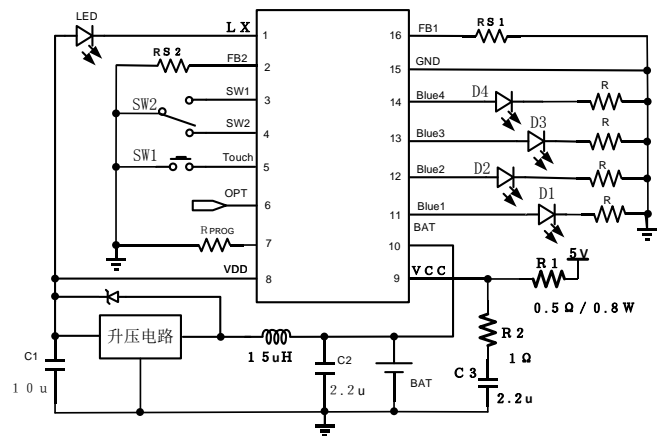 LED
LX
1
16
FB1
RS1
RS2
FB2
2
15
GND
SW1
3
14
Blue4
D4
R
SW2
SW2
4
13
Blue3
D3
R
SW1
Touch
5
12
Blue2
D2
R
OPT
6
11
Blue1
D1
R
BAT
RPROG
7
10
VDD
8
9
VCC
R1
5V
0.5Ω/0.8W
升压电路
15uH
R2
1Ω
C1
10u
C2
2.2u
BAT
C3
2.2u